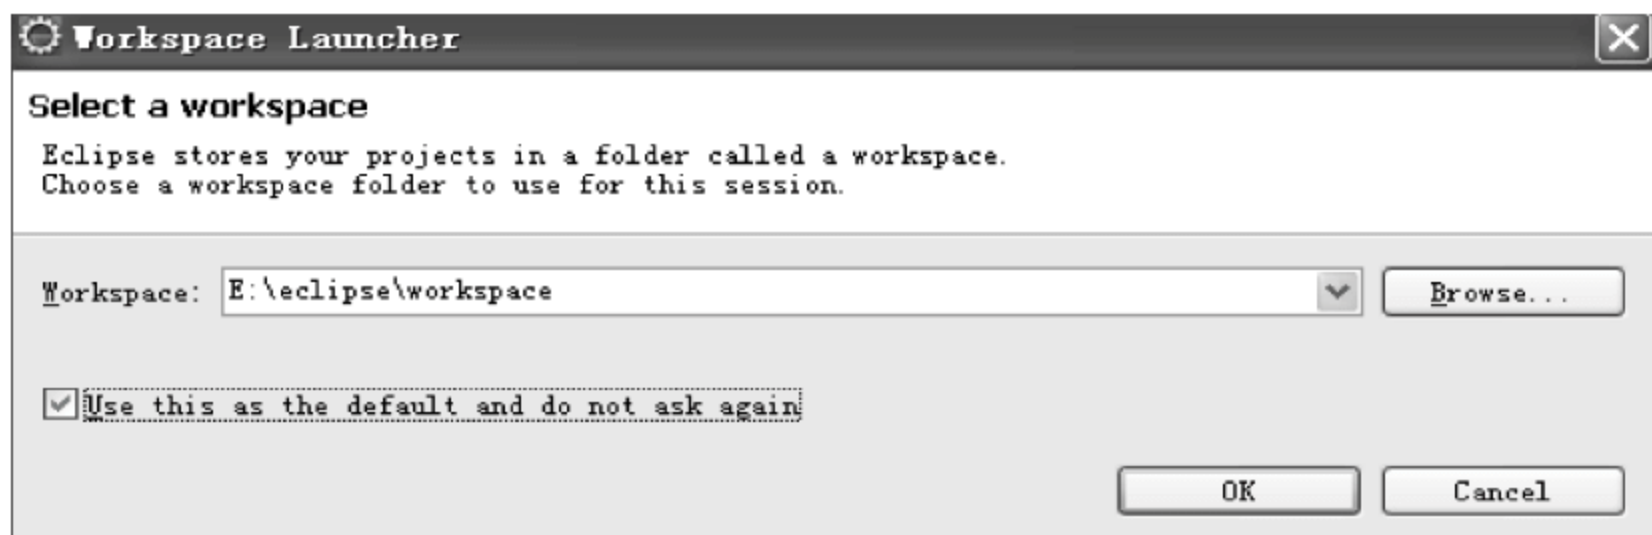 Workspace Launcher
Select a workspace
Eclipse stores your projects in a folder called a workspace.
Choose a workspace folder to use for this session.
Workspace: E:\eclipse\workspace Browse...
Use this as the default and do not ask again
OK Cancel